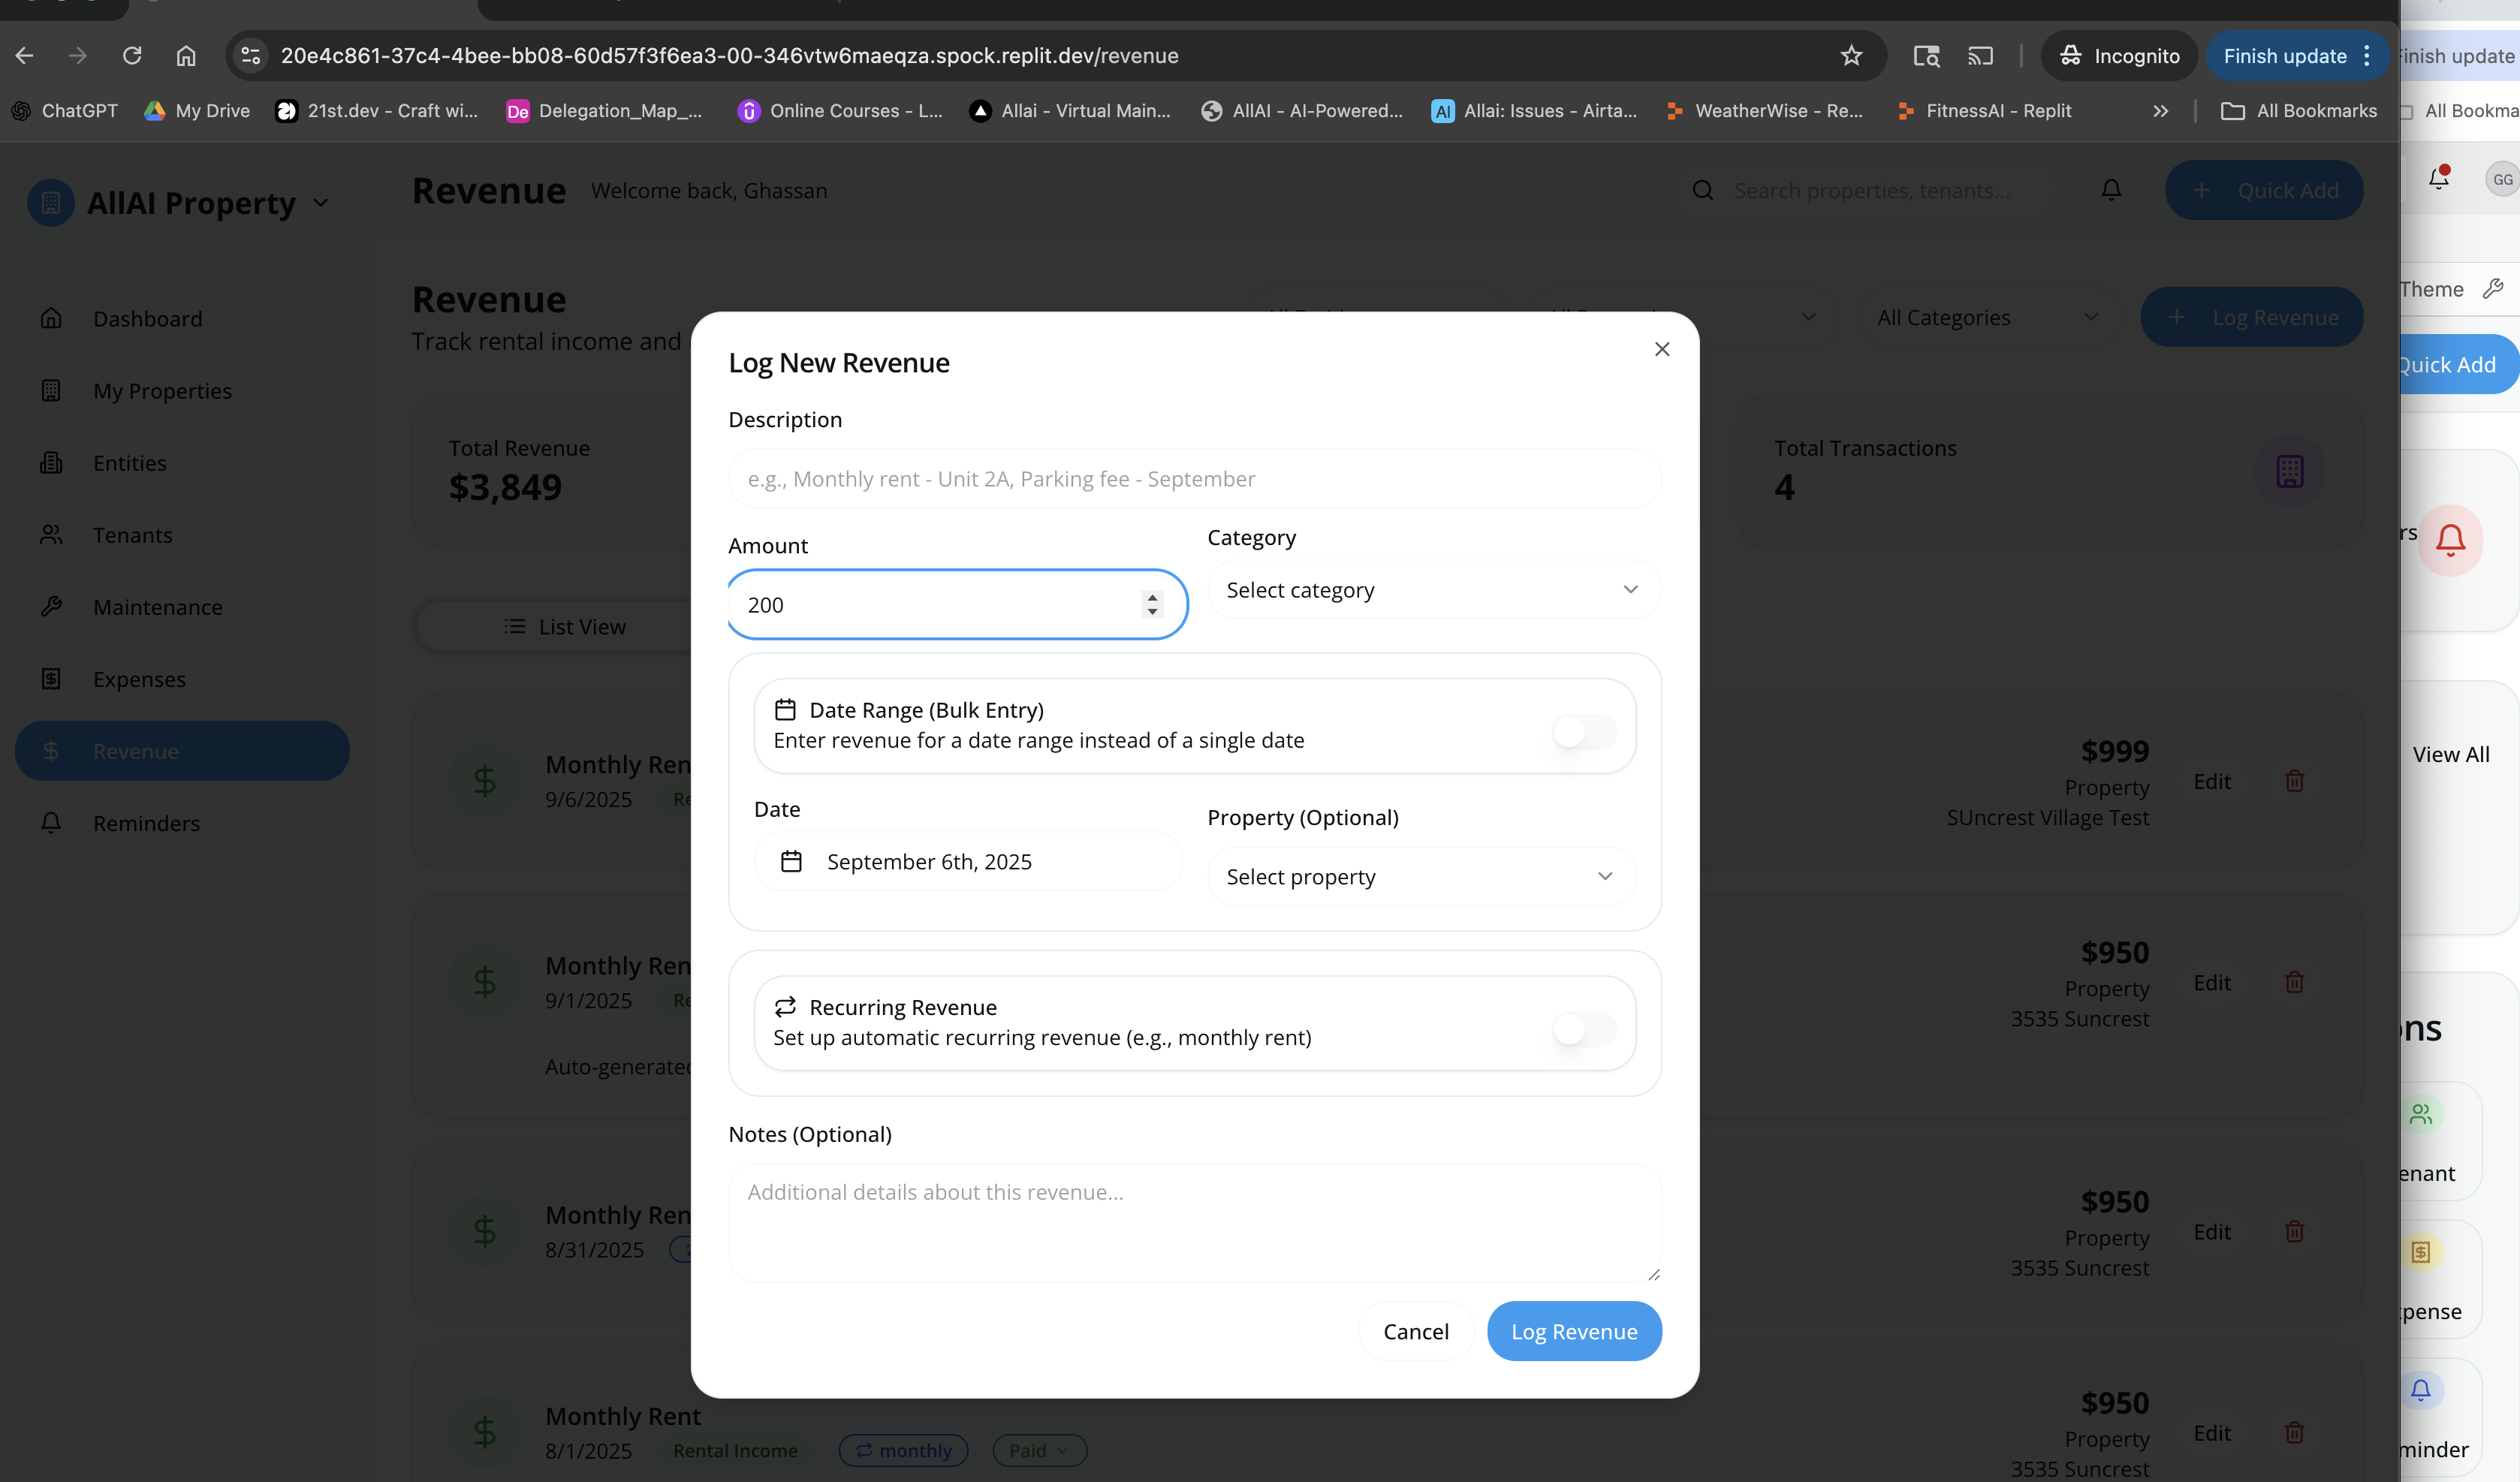 20e4c861-37c4-4bee-bb08-60d57f3f6ea3-00-346vtw6maeqza.spock.replit.dev/revenue
Incognito
Finish update
inish update
ChatGPT
My Drive
21st.dev - Craft wi...
De
Delegation_Map_...
Online Courses - L...
Allai - Virtual Main...
AllAI - AI-Powered...
AI
Allai: Issues - Airta...
WeatherWise - Re...
FitnessAI - Replit
All Bookmarks
All Bookma
AllAI Property
Revenue
Welcome back, Ghassan
Search properties, tenants...
Quick Add
GG
Dashboard
My Properties
Entities
Tenants
Maintenance
Expenses
Revenue
Reminders
Revenue
Track rental income and
All Categories
Log Revenue
Theme
Quick Add
Total Revenue
$3,849
Total Transactions
4
rs
List View
Log New Revenue
Description
e.g., Monthly rent - Unit 2A, Parking fee - September
Amount
200
Category
Select category
Date Range (Bulk Entry)
Enter revenue for a date range instead of a single date
Date
September 6th, 2025
Property (Optional)
Select property
Recurring Revenue
Set up automatic recurring revenue (e.g., monthly rent)
Notes (Optional)
Additional details about this revenue...
Cancel
Log Revenue
Monthly Ren
9/6/2025
Re
$999
Property
SUncrest Village Test
Edit
View All
Monthly Ren
9/1/2025
Re
Auto-generated
$950
Property
3535 Suncrest
Edit
ns
Monthly Ren
8/31/2025
$950
Property
3535 Suncrest
Edit
enant
pense
Monthly Rent
8/1/2025
Rental Income
monthly
Paid
$950
Property
3535 Suncrest
Edit
minder